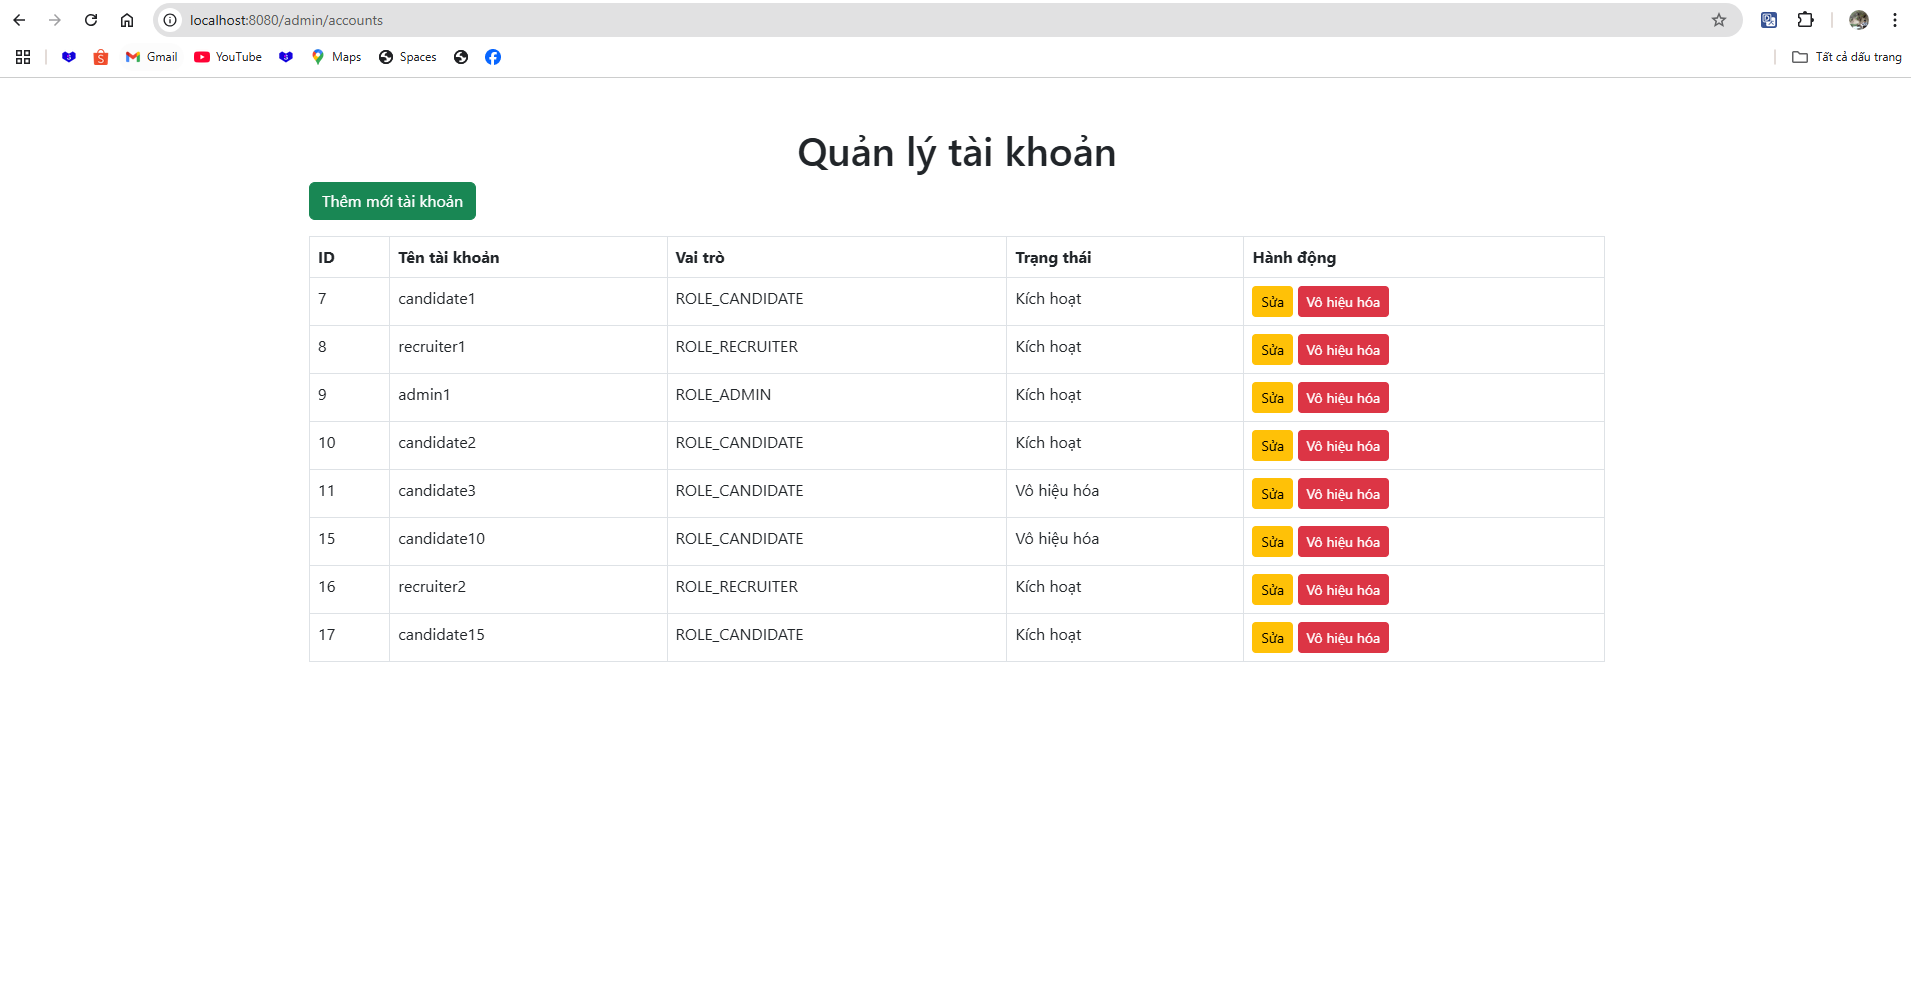 localhost:8080/admin/accounts
Gmail YouTube Maps Spaces Tất cả dấu trang
Quản lý tài khoản
Thêm mới tài khoản
ID Tên tài khoản Vai trò Trạng thái Hành động
7 candidate1 ROLE_CANDIDATE Kích hoạt Sửa Vô hiệu hóa
8 recruiter1 ROLE_RECRUITER Kích hoạt Sửa Vô hiệu hóa
9 admin1 ROLE_ADMIN Kích hoạt Sửa Vô hiệu hóa
10 candidate2 ROLE_CANDIDATE Kích hoạt Sửa Vô hiệu hóa
11 candidate3 ROLE_CANDIDATE Vô hiệu hóa Sửa Vô hiệu hóa
15 candidate10 ROLE_CANDIDATE Vô hiệu hóa Sửa Vô hiệu hóa
16 recruiter2 ROLE_RECRUITER Kích hoạt Sửa Vô hiệu hóa
17 candidate15 ROLE_CANDIDATE Kích hoạt Sửa Vô hiệu hóa